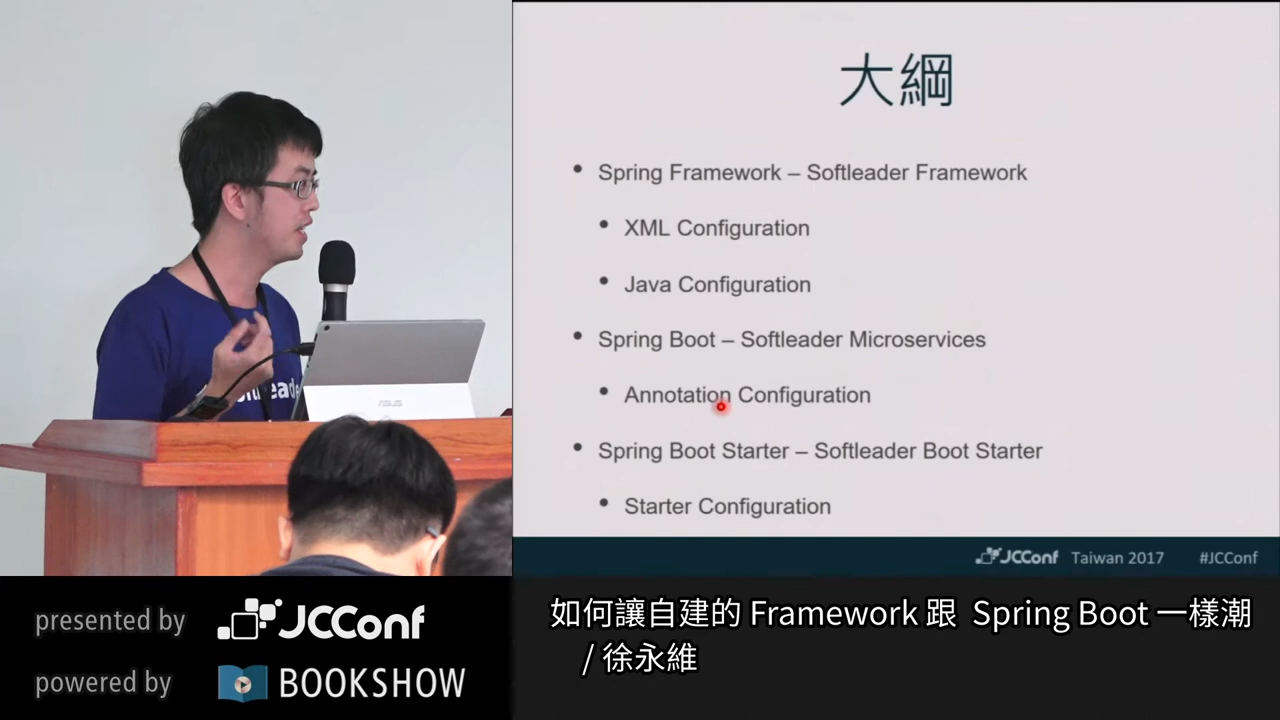 大綱
Spring Framework – Softleader Framework
XML Configuration
Java Configuration
Spring Boot – Softleader Microservices
Annotation Configuration
Spring Boot Starter – Softleader Boot Starter
Starter Configuration
JCConf Taiwan 2017 #JCConf
ASUS
presented by JCConf
powered by BOOKSHOW
如何讓自建的 Framework 跟 Spring Boot 一樣潮
/ 徐永維